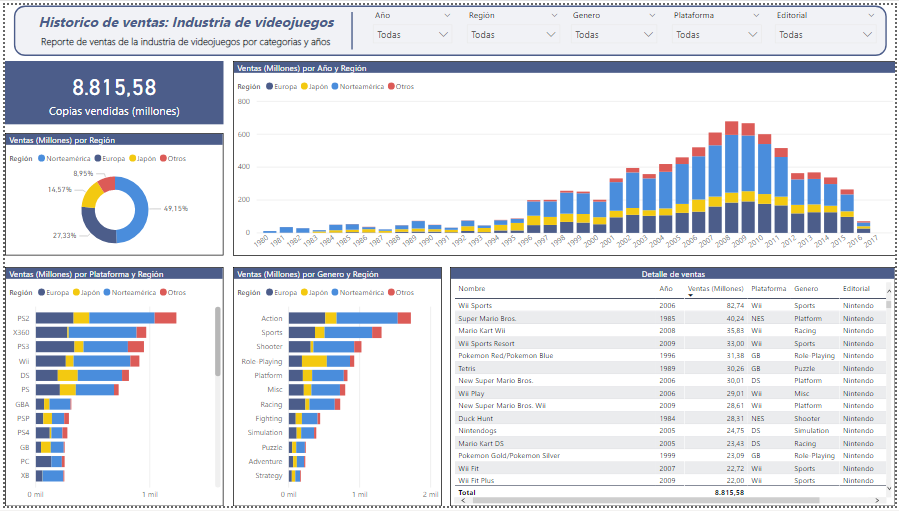 Historico de ventas: Industria de videojuegos
Reporte de ventas de la industria de videojuegos por categorias y años
Año Región Genero Plataforma Editorial
Todas Todas Todas Todas Todas
8.815,58
Copias vendidas (millones)
Ventas (Millones) por Región
Región Norteamérica Europa Japón Otros
8,95%
14,57%
49,15%
27,33%
Ventas (Millones) por Año y Región
Región Europa Japón Norteamérica Otros
800
600
400
200
0
1980 1981 1982 1983 1984 1985 1986 1987 1988 1989 1990 1991 1992 1993 1994 1995 1996 1997 1998 1999 2000 2001 2002 2003 2004 2005 2006 2007 2008 2009 2010 2011 2012 2013 2014 2015 2016 2017
Ventas (Millones) por Plataforma y Región
Región Europa Japón Norteamérica Otros
PS2
X360
PS3
Wii
DS
PS
GBA
PSP
PS4
GB
PC
XB
0 mil 1 mil
Ventas (Millones) por Genero y Región
Región Europa Japón Norteamérica Otros
Action
Sports
Shooter
Role-Playing
Platform
Misc
Racing
Fighting
Simulation
Puzzle
Adventure
Strategy
0 mil 1 mil 2 mil
Detalle de ventas
Nombre Año Ventas (Millones) Plataforma Genero Editorial
Wii Sports 2006 82,74 Wii Sports Nintendo
Super Mario Bros. 1985 40,24 NES Platform Nintendo
Mario Kart Wii 2008 35,83 Wii Racing Nintendo
Wii Sports Resort 2009 33,00 Wii Sports Nintendo
Pokemon Red/Pokemon Blue 1996 31,38 GB Role-Playing Nintendo
Tetris 1989 30,26 GB Puzzle Nintendo
New Super Mario Bros. 2006 30,01 DS Platform Nintendo
Wii Play 2006 29,01 Wii Misc Nintendo
New Super Mario Bros. Wii 2009 28,61 Wii Platform Nintendo
Duck Hunt 1984 28,31 NES Shooter Nintendo
Nintendogs 2005 24,75 DS Simulation Nintendo
Mario Kart DS 2005 23,43 DS Racing Nintendo
Pokemon Gold/Pokemon Silver 1999 23,09 GB Role-Playing Nintendo
Wii Fit 2007 22,72 Wii Sports Nintendo
Wii Fit Plus 2009 22,00 Wii Sports Nintendo
Total 8.815,58